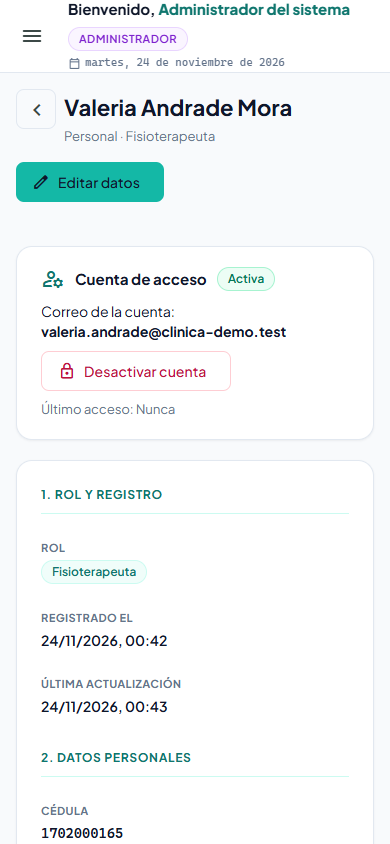 Bienvenido, Administrador del sistema
ADMINISTRADOR
martes, 24 de noviembre de 2026
Valeria Andrade Mora
Personal · Fisioterapeuta
Editar datos
Cuenta de acceso
Activa
Correo de la cuenta:
valeria.andrade@clinica-demo.test
Desactivar cuenta
Último acceso: Nunca
1. ROL Y REGISTRO
ROL
Fisioterapeuta
REGISTRADO EL
24/11/2026, 00:42
ÚLTIMA ACTUALIZACIÓN
24/11/2026, 00:43
2. DATOS PERSONALES
CÉDULA
1702000165